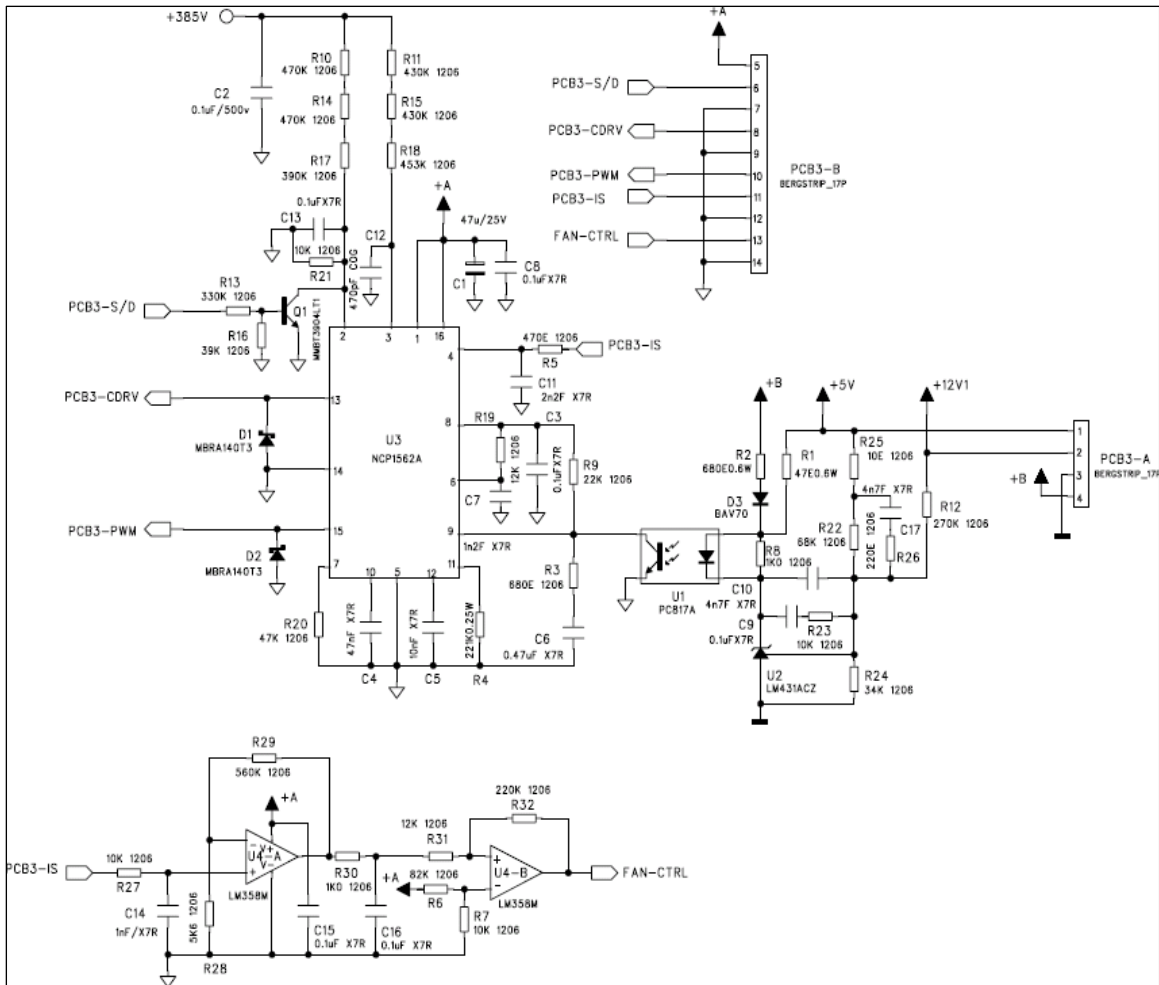 +385V
R10
470K 1206
R11
430K 1206
C2
0.1uF/500v
R14
470K 1206
R15
430K 1206
R17
390K 1206
R18
453K 1206
0.1uFX7R
C13
10K 1206
R21
C12
470pF COG
+A
47u/25V
C1
C8
0.1uFX7R
R13
330K 1206
PCB3-S/D
R16
39K 1206
Q1
MMBT3904LT1
2
3
1
16
4
470E 1206
R5
PCB3-IS
C11
2n2F X7R
PCB3-CDRV
13
D1
MBRA140T3
14
U3
NCP1562A
8
R19
12K 1206
C3
0.1uFX7R
R9
22K 1206
6
C7
1n2F X7R
PCB3-PWM
15
D2
MBRA140T3
9
7
10
5
12
11
R20
47K 1206
47nF X7R
C4
10nF X7R
C5
221K0.25W
R4
R3
680E 1206
C6
0.47uF X7R
U1
PC817A
+B
R2
680E0.6W
D3
BAV70
+5V
R1
47E0.6W
R25
10E 1206
+12V1
4n7F X7R
C17
R22
68K 1206
220E 1206
R26
R12
270K 1206
R8
1K0 1206
C10
4n7F X7R
C9
0.1uFX7R
R23
10K 1206
U2
LM431ACZ
R24
34K 1206
+B
1
2
3
4
PCB3-A
BERGSTRIP_17P
+A
PCB3-S/D
PCB3-CDRV
PCB3-PWM
PCB3-IS
FAN-CTRL
5
6
7
8
9
10
11
12
13
14
PCB3-B
BERGSTRIP_17P
R29
560K 1206
+A
PCB3-IS
10K 1206
R27
C14
1nF/X7R
5K6 1206
R28
-
V+
U4-A
V-
+
LM358M
R30
1K0 1206
C15
0.1uF X7R
C16
0.1uF X7R
12K 1206
R31
220K 1206
R32
+A
82K 1206
R6
R7
10K 1206
+
U4-B
-
LM358M
FAN-CTRL